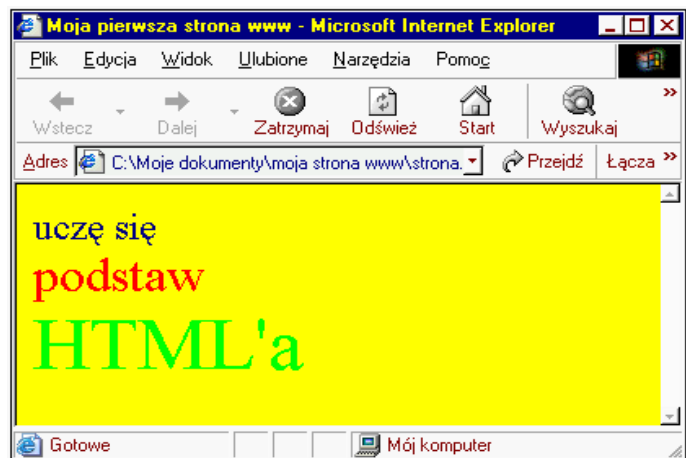 Moja pierwsza strona www - Microsoft Internet Explorer
Plik Edycja Widok Ulubione Narzędzia Pomoc
Wstecz Dalej Zatrzymaj Odśwież Start Wyszukaj »
Adres C:\Moje dokumenty\moja strona www\strona. Przejdź Łącza »
uczę się
podstaw
HTML'a
Gotowe Mój komputer